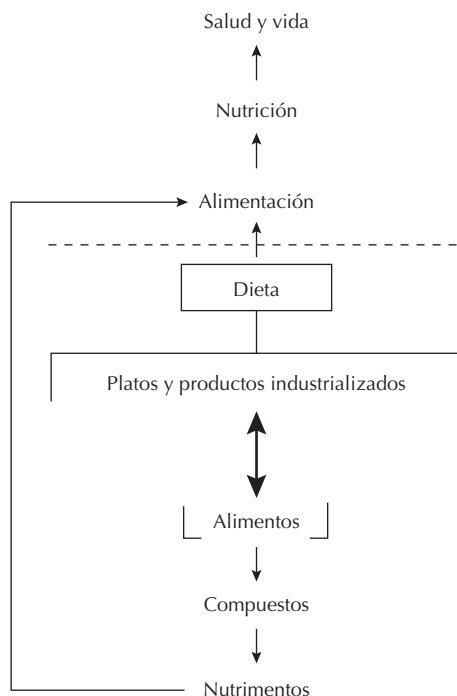 Salud y vida
Nutrición
Alimentación
Dieta
Platos y productos industrializados
Alimentos
Compuestos
Nutrimentos